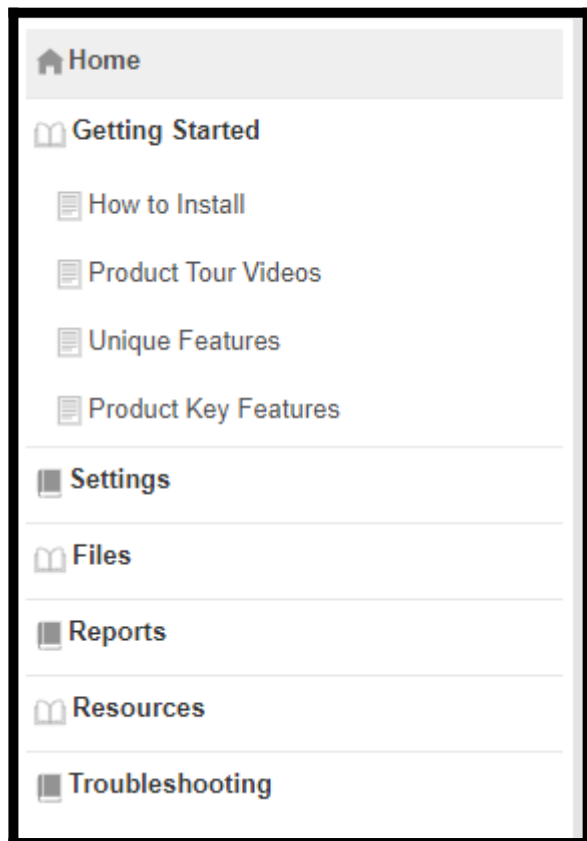 Home
Getting Started
How to Install
Product Tour Videos
Unique Features
Product Key Features
Settings
Files
Reports
Resources
Troubleshooting